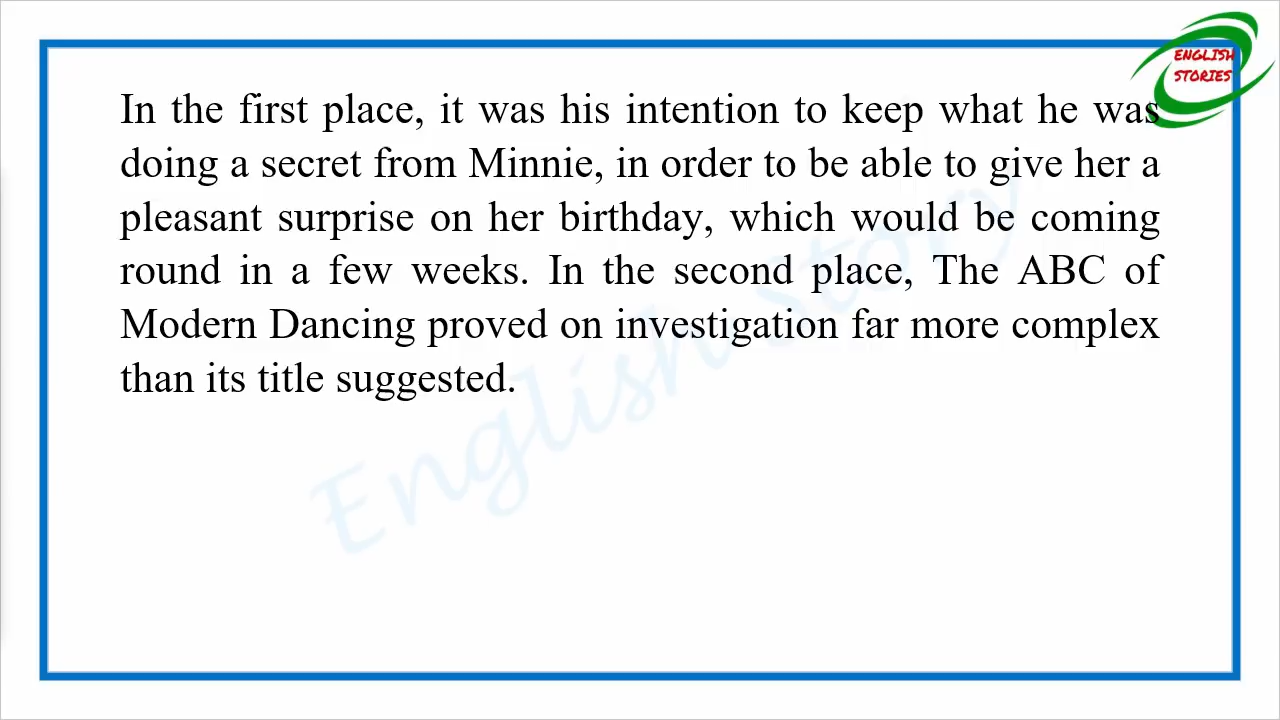 ENGLISH
STORIES
In the first place, it was his intention to keep what he was
doing a secret from Minnie, in order to be able to give her a
pleasant surprise on her birthday, which would be coming
round in a few weeks. In the second place, The ABC of
Modern Dancing proved on investigation far more complex
than its title suggested.
English Story